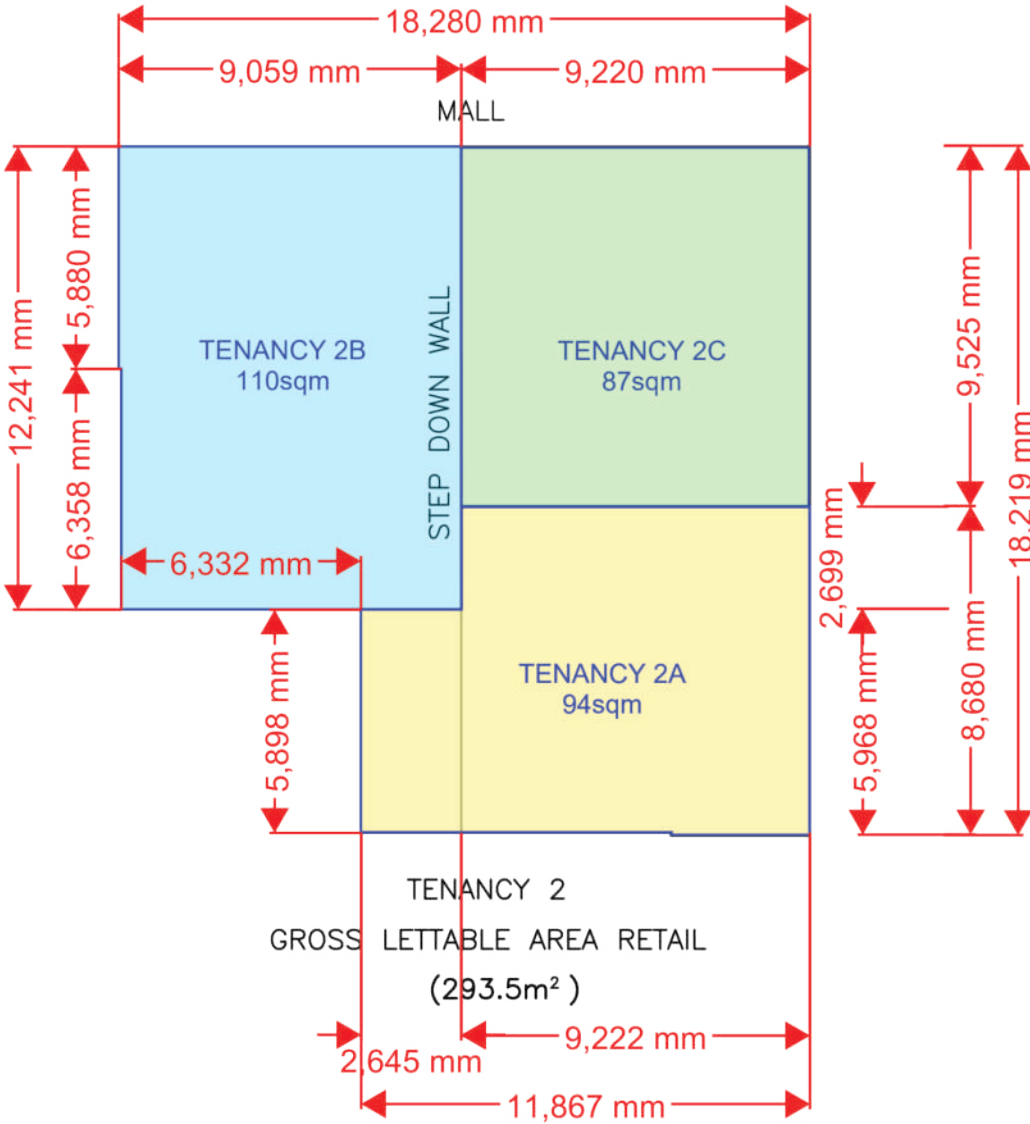 18,280 mm
9,059 mm
9,220 mm
MALL
12,241 mm
5,880 mm
6,358 mm
TENANCY 2B
110sqm
STEP DOWN WALL
TENANCY 2C
87sqm
9,525 mm
18,219 mm
6,332 mm
2,699 mm
5,898 mm
TENANCY 2A
94sqm
5,968 mm
8,680 mm
TENANCY 2
GROSS LETTABLE AREA RETAIL
(293.5m²)
2,645 mm
9,222 mm
11,867 mm